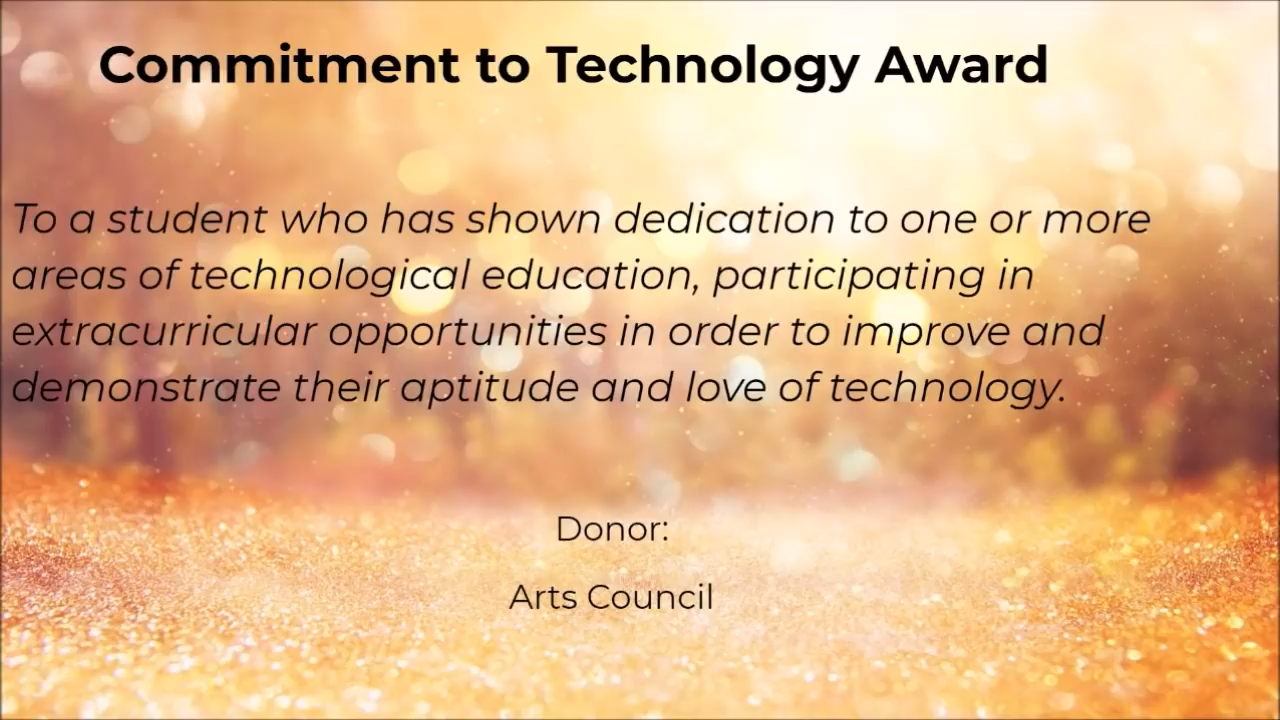 Commitment to Technology Award
To a student who has shown dedication to one or more
areas of technological education, participating in
extracurricular opportunities in order to improve and
demonstrate their aptitude and love of technology.
Donor:
Arts Council